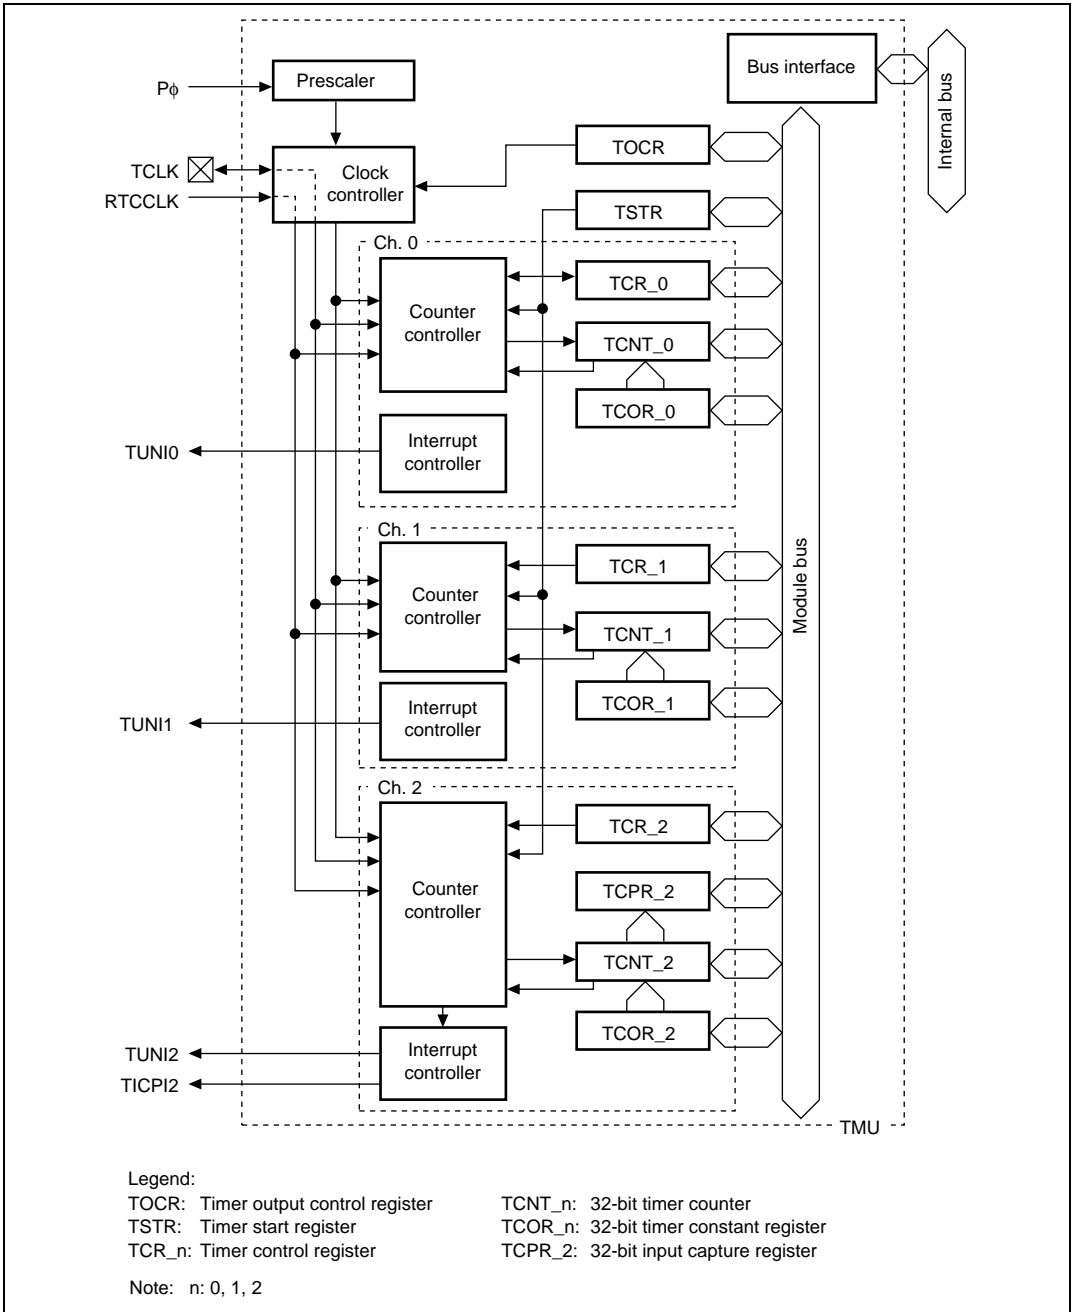 Bus interface
Internal bus
Pϕ
Prescaler
TOCR
TCLK
Clock
controller
RTCCLK
TSTR
Ch. 0
TCR_0
Counter
controller
TCNT_0
TCOR_0
TUNI0
Interrupt
controller
Ch. 1
TCR_1
Counter
controller
TCNT_1
Module bus
TCOR_1
TUNI1
Interrupt
controller
Ch. 2
TCR_2
Counter
controller
TCPR_2
TCNT_2
TCOR_2
TUNI2
Interrupt
controller
TICPI2
TMU
Legend:
TOCR: Timer output control register
TSTR: Timer start register
TCR_n: Timer control register
TCNT_n: 32-bit timer counter
TCOR_n: 32-bit timer constant register
TCPR_2: 32-bit input capture register
Note: n: 0, 1, 2